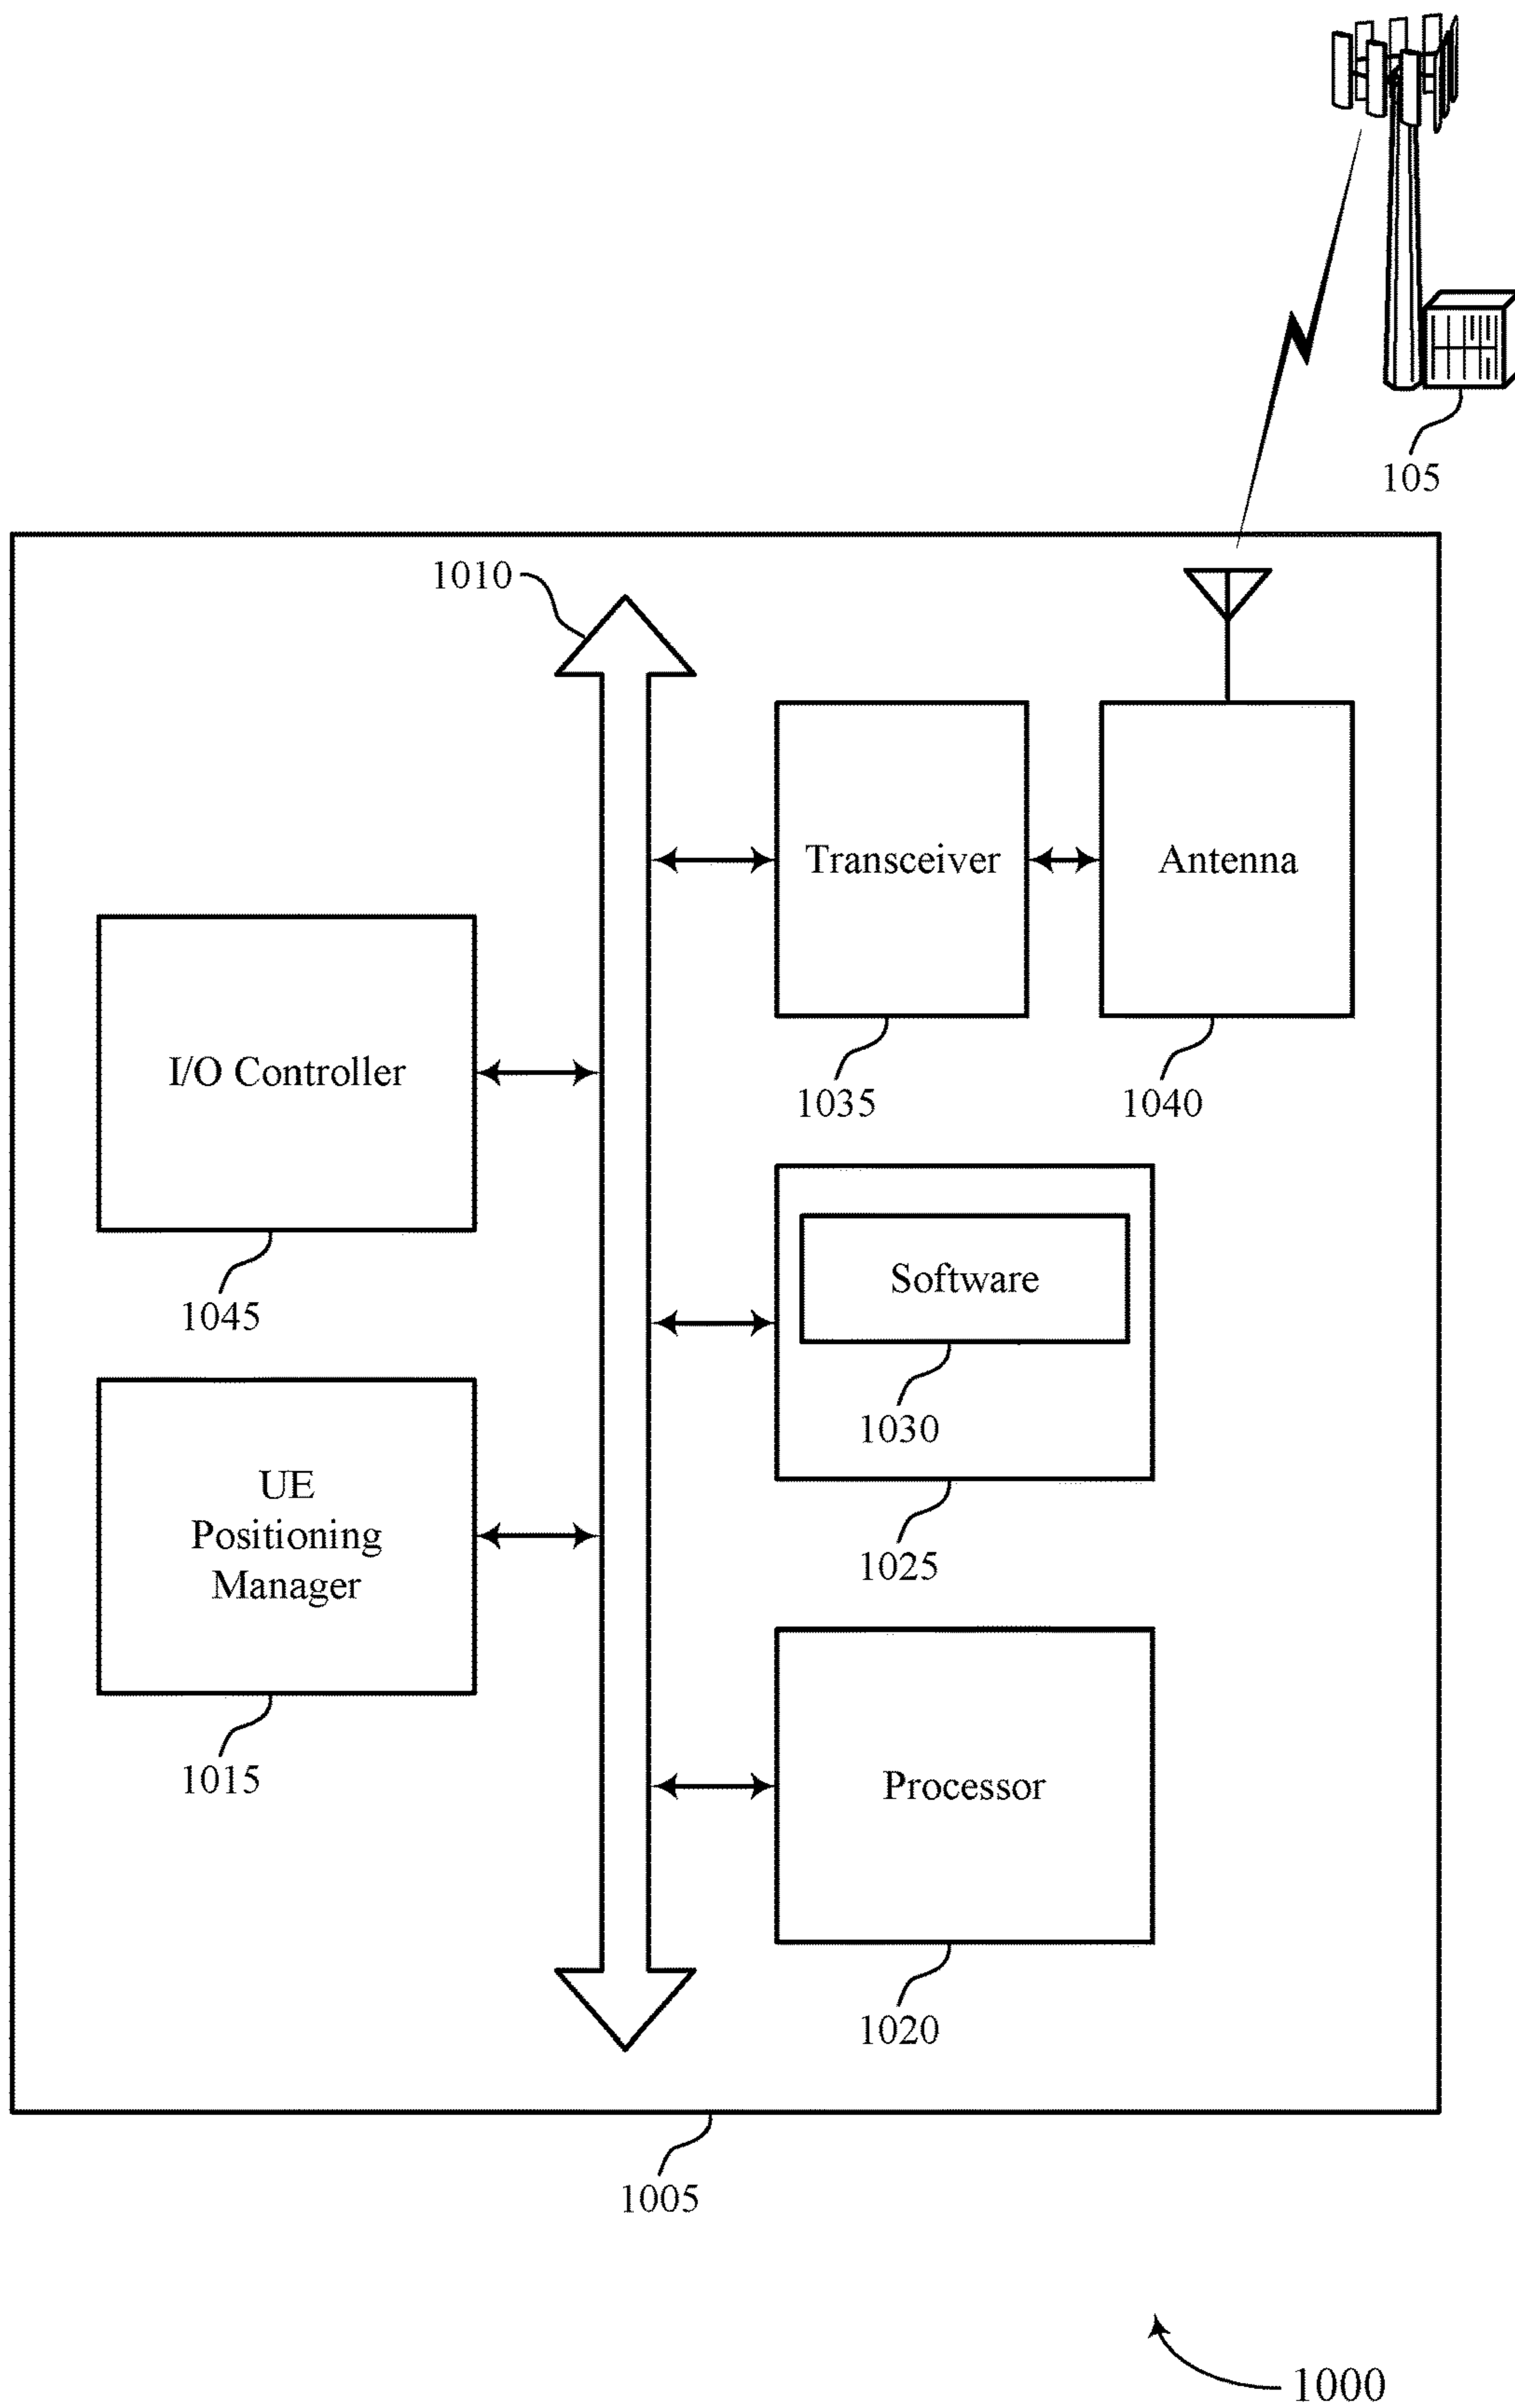 105
1010
Transceiver
Antenna
I/O Controller
1035
1040
Software
1045
1030
UE
Positioning
Manager
1025
1015
Processor
1020
1005
1000